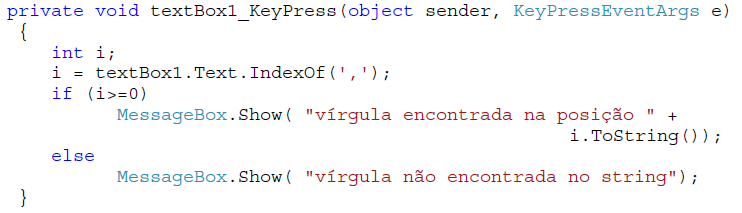 private void textBox1_KeyPress(object sender, KeyPressEventArgs e)
{
int i;
i = textBox1.Text.IndexOf(',');
if (i>=0)
MessageBox.Show( "vírgula encontrada na posição " +
i.ToString());
else
MessageBox.Show( "vírgula não encontrada no string");
}